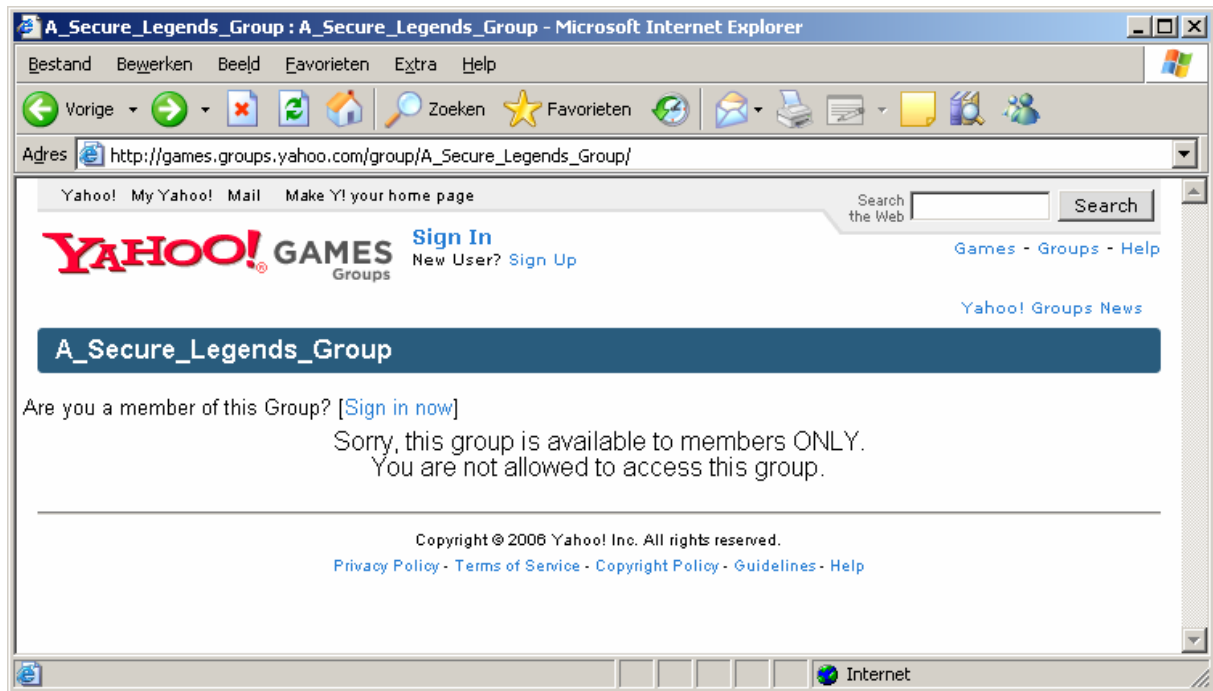 A_Secure_Legends_Group : A_Secure_Legends_Group - Microsoft Internet Explorer
Bestand Bewerken Beeld Eavorieten Extra Help
Vorige Zoeken Favorieten
Adres http://games.groups.yahoo.com/group/A_Secure_Legends_Group/
Yahoo! My Yahoo! Mail Make Y! your home page
Search the Web Search
YAHOO!® GAMES Groups
Sign In
New User? Sign Up
Games - Groups - Help
Yahoo! Groups News
A_Secure_Legends_Group
Are you a member of this Group? [Sign in now]
Sorry, this group is available to members ONLY.
You are not allowed to access this group.
Copyright © 2006 Yahoo! Inc. All rights reserved.
Privacy Policy - Terms of Service - Copyright Policy - Guidelines - Help
Internet